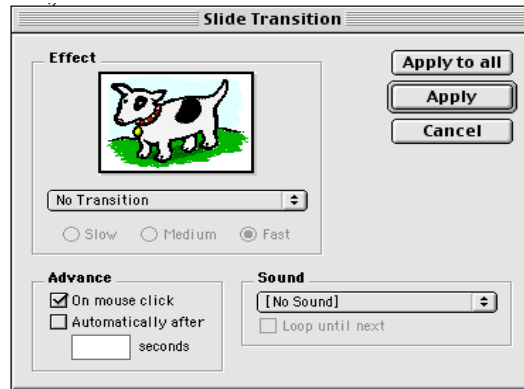 Slide Transition
Effect
Apply to all
Apply
Cancel
No Transition
Slow Medium Fast
Advance
On mouse click
Automatically after
seconds
Sound
[No Sound]
Loop until next